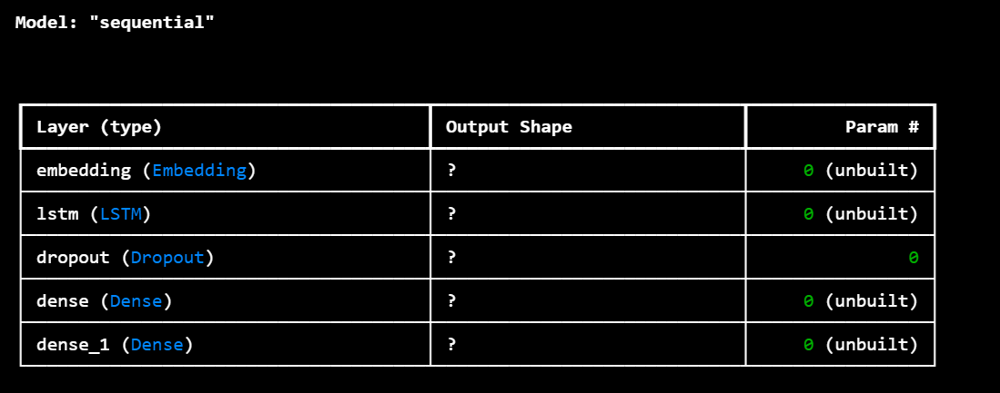 Model: "sequential"
Layer (type) Output Shape Param #
embedding (Embedding) ? 0 (unbuilt)
lstm (LSTM) ? 0 (unbuilt)
dropout (Dropout) ? 0
dense (Dense) ? 0 (unbuilt)
dense_1 (Dense) ? 0 (unbuilt)